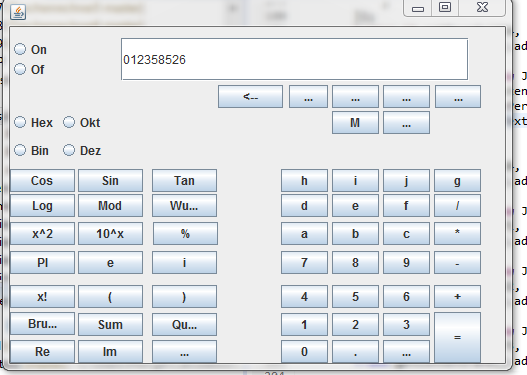 On
Of
012358526
<-- ... ... ... ...
M ...
Hex Okt
Bin Dez
Cos Sin Tan h i j g
Log Mod Wu... d e f /
x^2 10^x % a b c *
PI e i 7 8 9 -
x! ( ) 4 5 6 +
Bru... Sum Qu... 1 2 3 =
Re Im ... 0 . ...